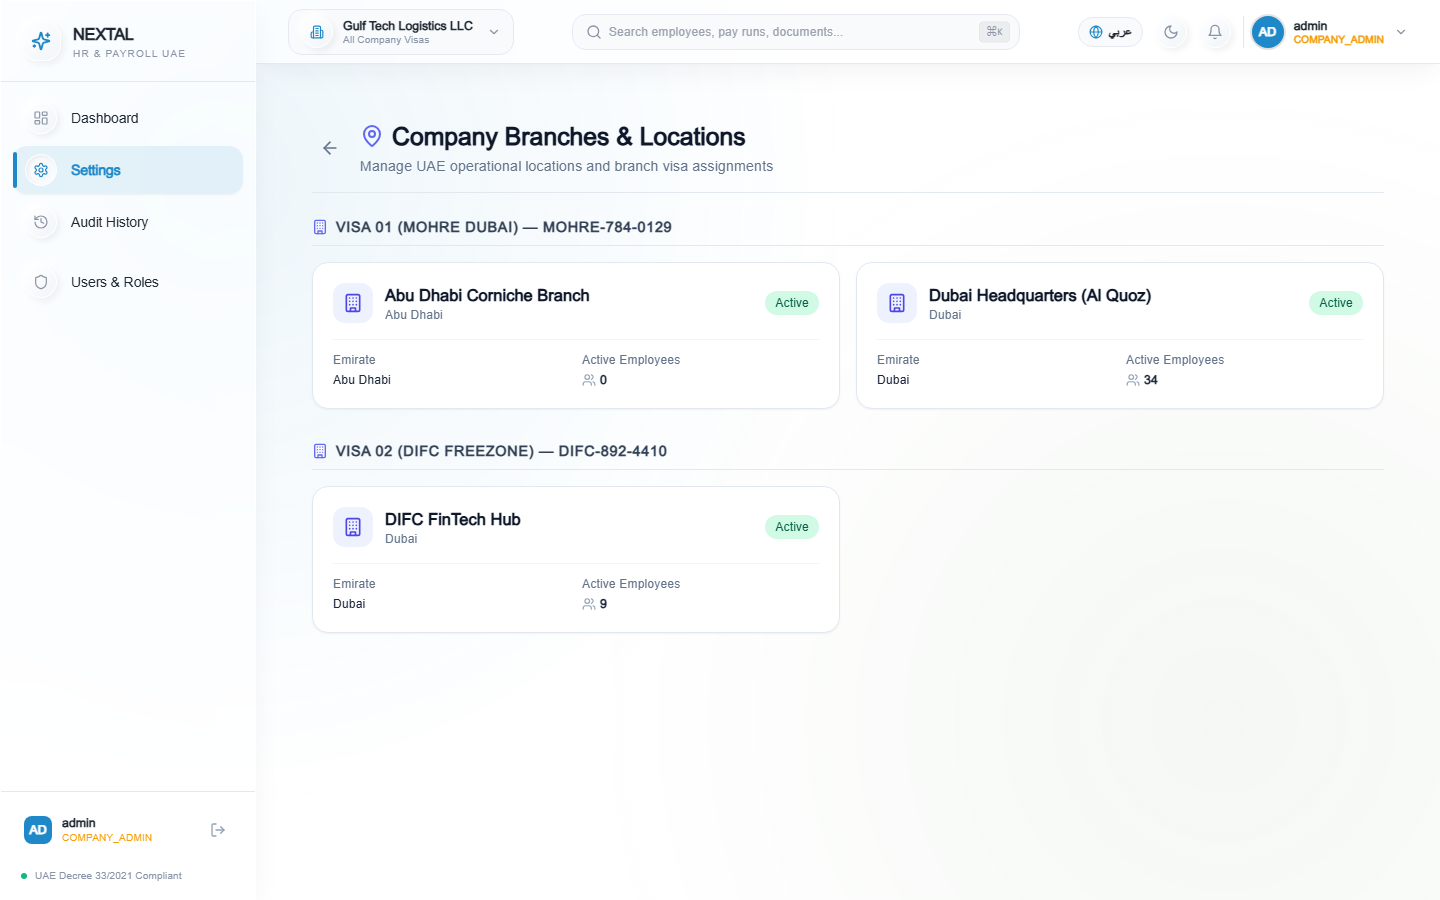 NEXTAL
HR & PAYROLL UAE
Dashboard
Settings
Audit History
Users & Roles
admin
AD
COMPANY_ADMIN
UAE Decree 33/2021 Compliant
Gulf Tech Logistics LLC
All Company Visas
Search employees, pay runs, documents...
⌘K
عربي
AD
admin
COMPANY_ADMIN
Company Branches & Locations
Manage UAE operational locations and branch visa assignments
VISA 01 (MOHRE DUBAI) — MOHRE-784-0129
Abu Dhabi Corniche Branch
Abu Dhabi
Active
Emirate
Active Employees
Abu Dhabi
0
Dubai Headquarters (Al Quoz)
Dubai
Active
Emirate
Active Employees
Dubai
34
VISA 02 (DIFC FREEZONE) — DIFC-892-4410
DIFC FinTech Hub
Dubai
Active
Emirate
Active Employees
Dubai
9